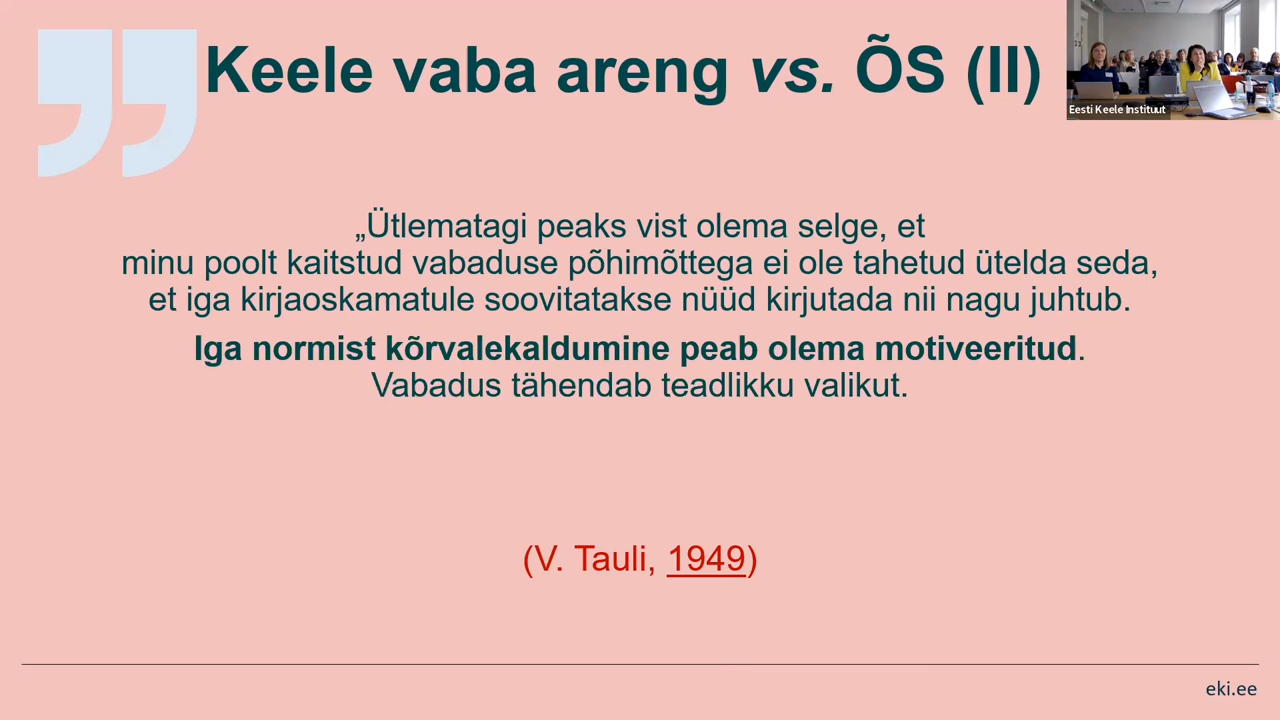 Keele vaba areng vs. ÕS (II)
Eesti Keele Instituut
„Ütlematagi peaks vist olema selge, et
minu poolt kaitstud vabaduse põhimõttega ei ole tahetud ütelda seda,
et iga kirjaoskamatule soovitatakse nüüd kirjutada nii nagu juhtub.
Iga normist kõrvalekaldumine peab olema motiveeritud.
Vabadus tähendab teadlikku valikut.
(V. Tauli, 1949)
eki.ee